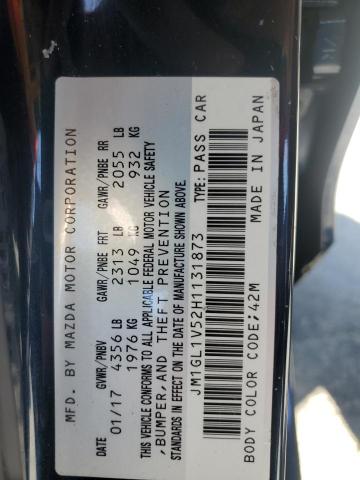 MFD. BY MAZDA MOTOR CORPORATION
DATE GVWR/PNBV GAWR/PNBE FRT GAWR/PNBE RR
01/17 4356 LB 2313 LB 2055 LB
1976 KG 1049 KG 932 KG
THIS VEHICLE CONFORMS TO ALL APPLICABLE FEDERAL MOTOR VEHICLE SAFETY
,BUMPER,AND THEFT PREVENTION
STANDARDS IN EFFECT ON THE DATE OF MANUFACTURE SHOWN ABOVE.
JM1GL1V52H1131873 TYPE: PASS CAR
BODY COLOR CODE:42M MADE IN JAPAN